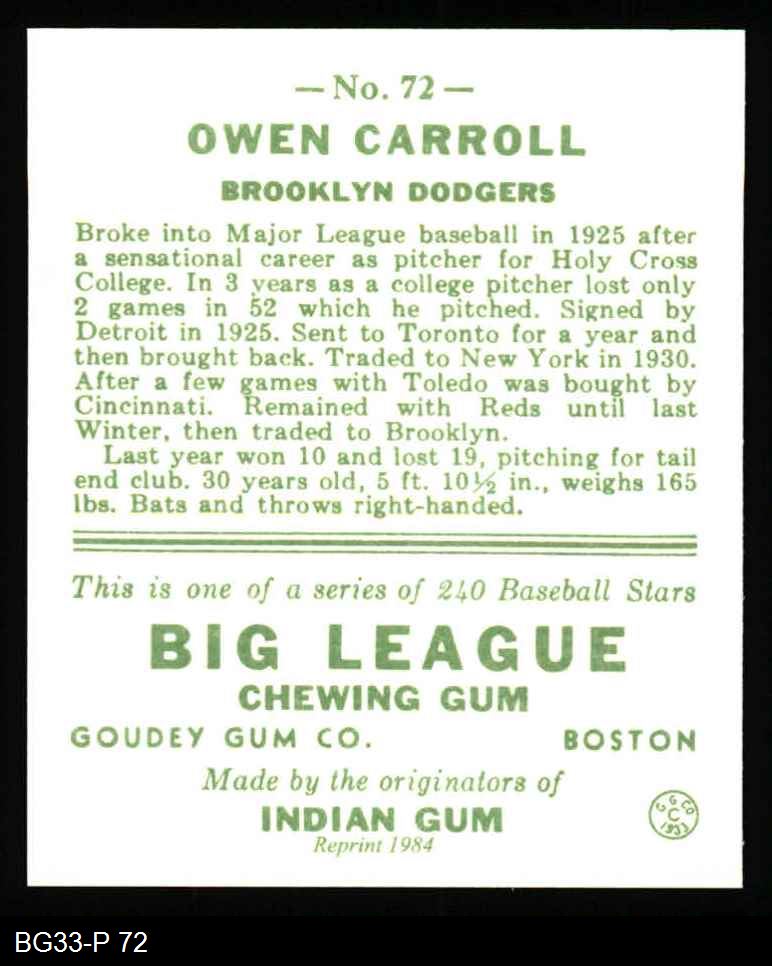 — No. 72 —
OWEN CARROLL
BROOKLYN DODGERS
Broke into Major League baseball in 1925 after
a sensational career as pitcher for Holy Cross
College. In 3 years as a college pitcher lost only
2 games in 52 which he pitched. Signed by
Detroit in 1925. Sent to Toronto for a year and
then brought back. Traded to New York in 1930.
After a few games with Toledo was bought by
Cincinnati. Remained with Reds until last
Winter, then traded to Brooklyn.
Last year won 10 and lost 19, pitching for tail
end club. 30 years old, 5 ft. 10½ in., weighs 165
lbs. Bats and throws right-handed.
This is one of a series of 240 Baseball Stars
BIG LEAGUE
CHEWING GUM
GOUDEY GUM CO. BOSTON
Made by the originators of
INDIAN GUM
Reprint 1984
G G CO
C
1933
BG33-P 72